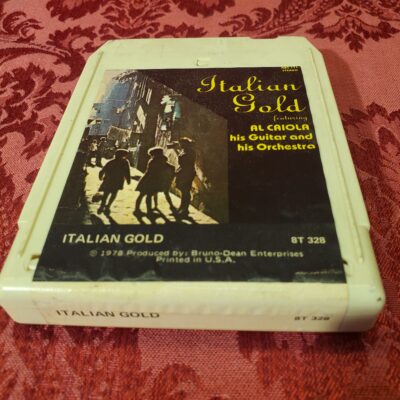 STEREO
Italian
Gold
featuring
AL CAIOLA
his Guitar and
his Orchestra
ITALIAN GOLD 8T 328
℗ 1978 Produced by: Bruno-Dean Enterprises
Printed in U.S.A.
ITALIAN GOLD 8T 328